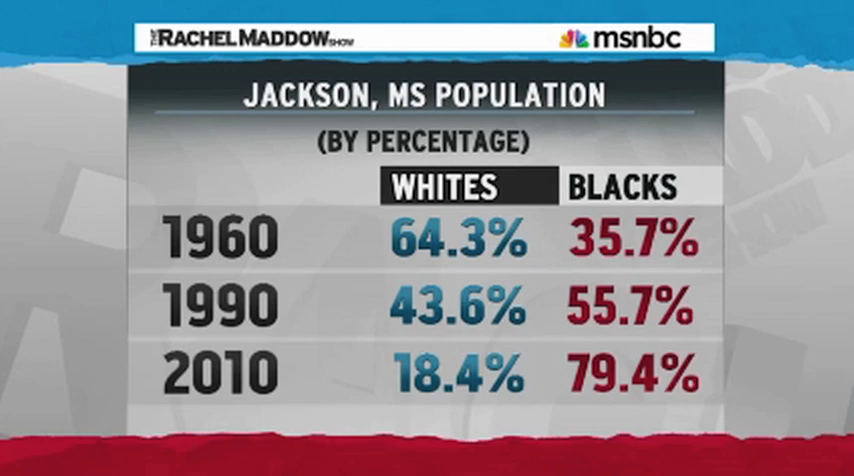 THE RACHEL MADDOW SHOW msnbc
JACKSON, MS POPULATION
(BY PERCENTAGE)
WHITES BLACKS
1960 64.3% 35.7%
1990 43.6% 55.7%
2010 18.4% 79.4%